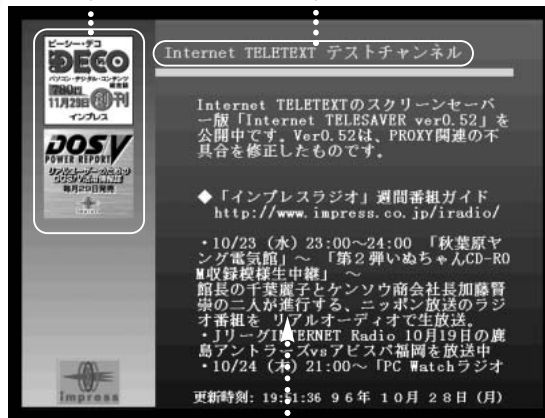 ピーシー・デコ
DECO
パソコン・デジタル・コンテンツ
780円
11月29日 創刊
インプレス
DOS/V
POWER REPORT
毎月29日発売
impress
Internet TELETEXT テストチャンネル
Internet TELETEXTのスクリーンセーバ
ー版「Internet TELESAVER ver0.52」を
公開中です。Ver0.52は、PROXY関連の不
具合を修正したものです。
◆「インプレスラジオ」週間番組ガイド
http://www.impress.co.jp/iradio/
・10/23 (水) 23:00～24:00 「秋葉原ヤ
ング電気館」～ 「第2弾いぬちゃんCD-RO
M収録模様生中継」 ～
館長の千葉麗子とケンソウ商会社長加藤賢
崇の二人が進行する、ニッポン放送のラジ
オ番組を リアルオーディオで生放送。
・JリーグINTERNET Radio 10月19日の鹿
島アントラーズvsアビスパ福岡を放送中
・10/24 (木) 21:00～「PC Watchラジオ
impress
更新時刻: 19:51:36 96年 10月 28日 (月)